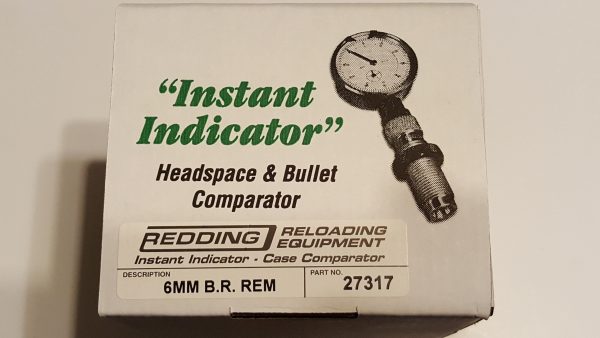 "Instant
Indicator"
Headspace & Bullet
Comparator
REDDING RELOADING
EQUIPMENT
Instant Indicator - Case Comparator
DESCRIPTION
6MM B.R. REM
PART NO.
27317